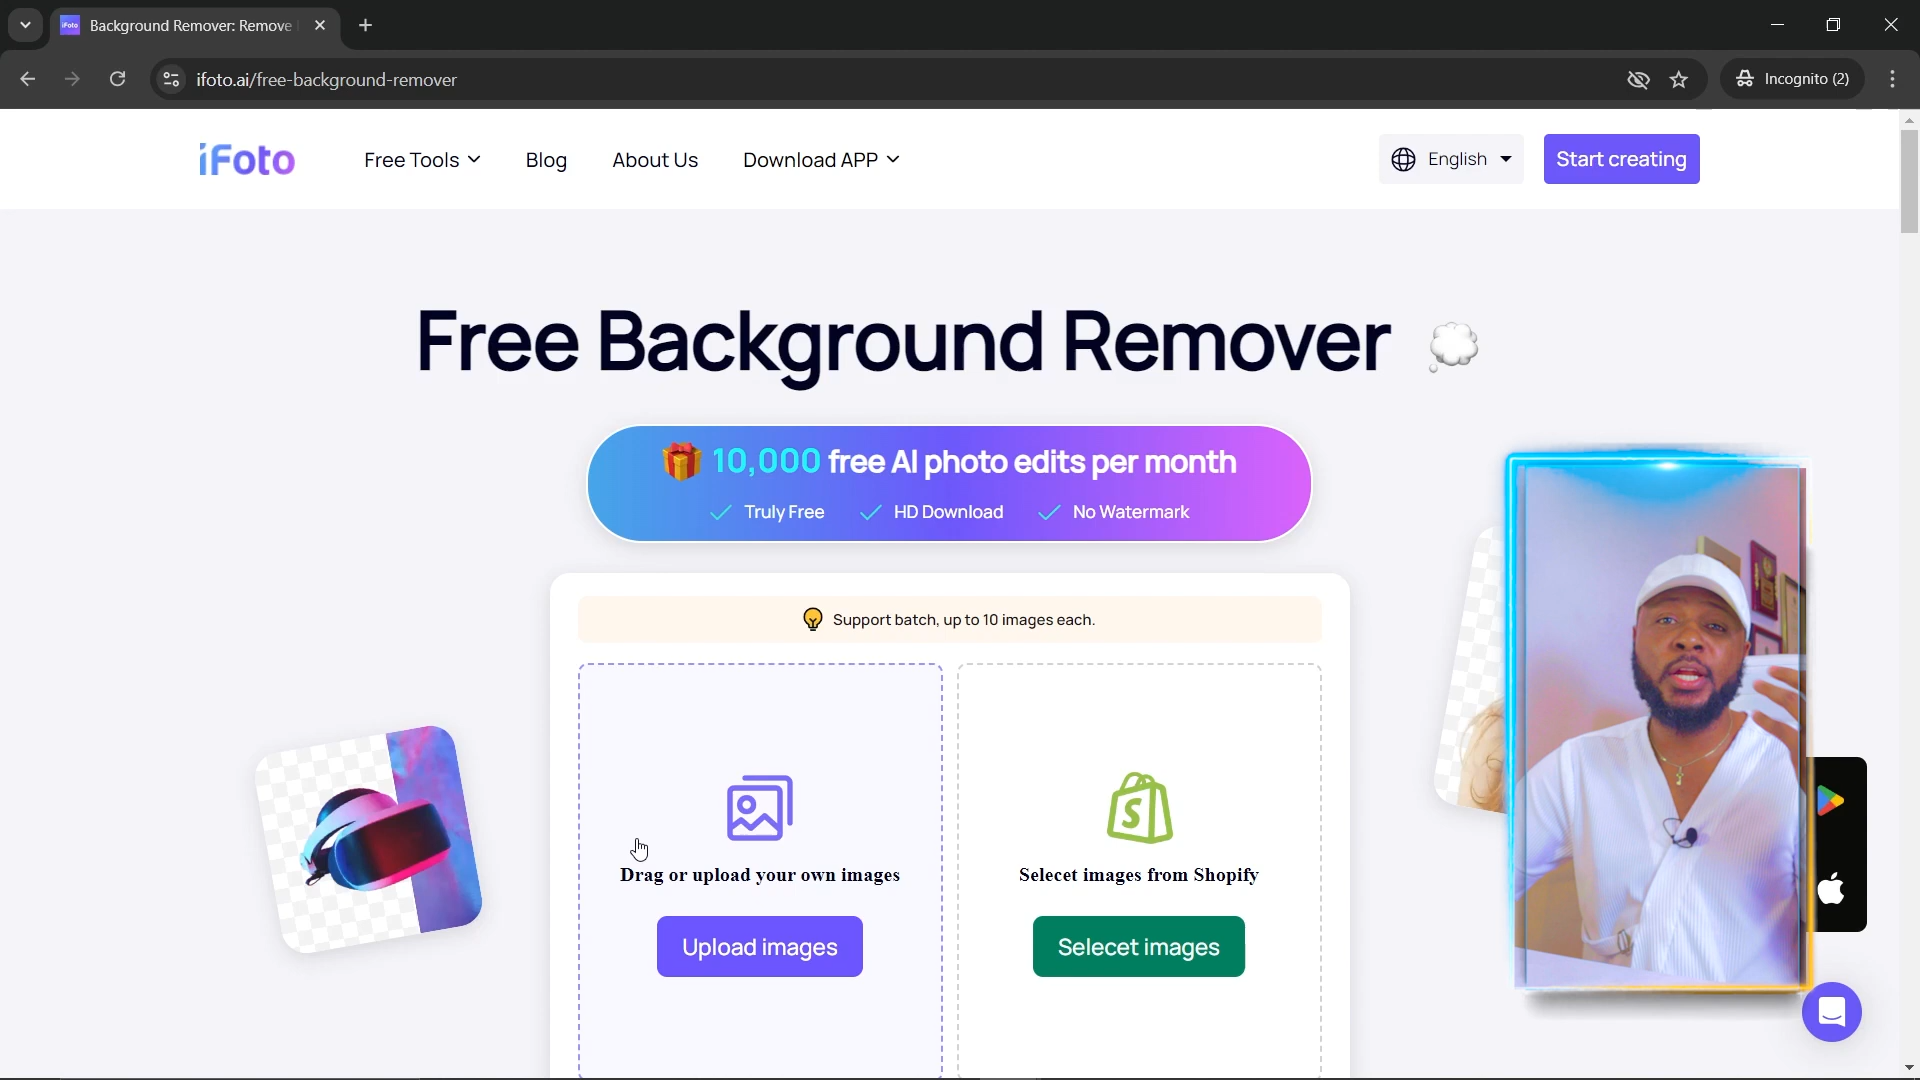 iFoto
Background Remover: Remove
ifoto.ai/free-background-remover
Incognito (2)
iFoto
Free Tools
Blog
About Us
Download APP
English
Start creating
Free Background Remover
10,000 free AI photo edits per month
Truly Free
HD Download
No Watermark
Support batch, up to 10 images each.
Drag or upload your own images
Selecet images from Shopify
Upload images
Selecet images